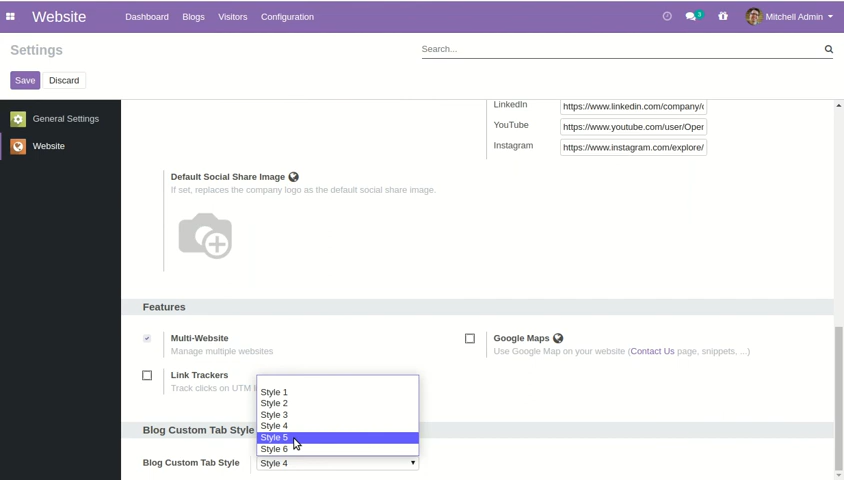 Website
Dashboard
Blogs
Visitors
Configuration
3
Mitchell Admin
Settings
Search...
Save
Discard
General Settings
Website
LinkedIn
https://www.linkedin.com/company/
YouTube
https://www.youtube.com/user/Oper
Instagram
https://www.instagram.com/explore/
Default Social Share Image
If set, replaces the company logo as the default social share image.
Features
Multi-Website
Manage multiple websites
Google Maps
Use Google Map on your website (Contact Us page, snippets, ...)
Link Trackers
Track clicks on UTM
Style 1
Style 2
Style 3
Style 4
Style 5
Style 6
Blog Custom Tab Style
Blog Custom Tab Style
Style 4